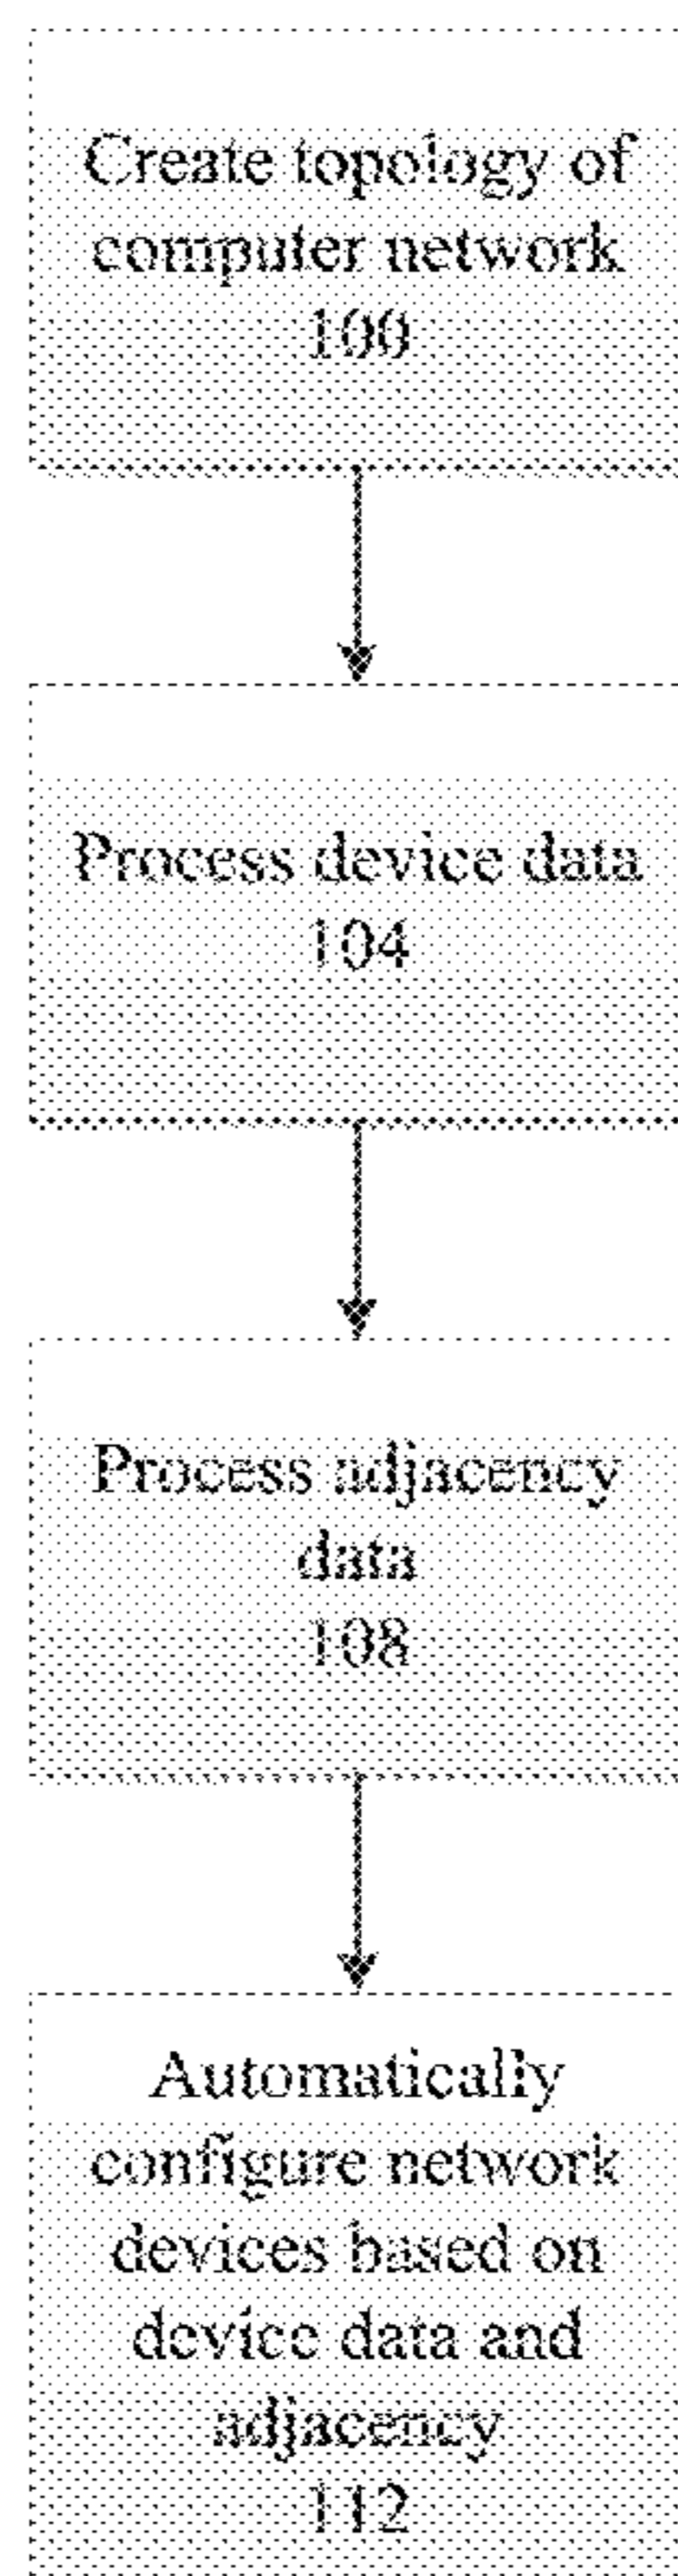 Create topology of
computer network
100
Process device data
104
Process adjacency
data
108
Automatically
configure network
devices based on
device data and
adjacency
112